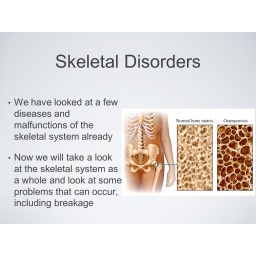 Skeletal Disorders
• We have looked at a few
diseases and
malfunctions of the
skeletal system already
• Now we will take a look
at the skeletal system as
a whole and look at some
problems that can occur,
including breakage
Normal bone matrix
Osteoporosis